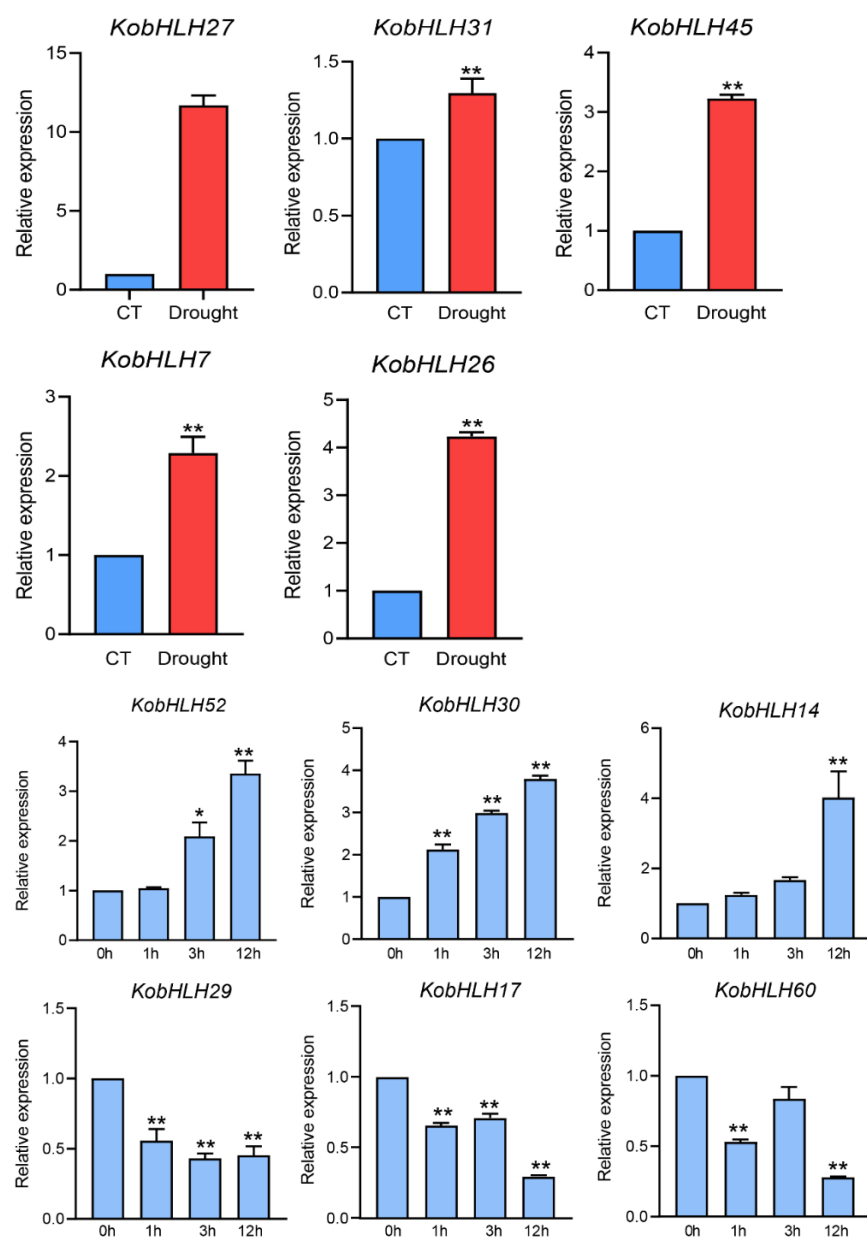 KobHLH27
Relative expression
15
10
5
0
CT Drought
KobHLH31
Relative expression
**
1.5
1.0
0.5
0.0
CT Drought
KobHLH45
Relative expression
**
4
3
2
1
0
CT Drought
KobHLH7
Relative expression
**
3
2
1
0
CT Drought
KobHLH26
Relative expression
**
5
4
3
2
1
0
CT Drought
KobHLH52
Relative expression
* **
4
3
2
1
0
0h 1h 3h 12h
KobHLH30
Relative expression
** ** **
5
4
3
2
1
0
0h 1h 3h 12h
KobHLH14
Relative expression
**
6
4
2
0
0h 1h 3h 12h
KobHLH29
Relative expression
** ** **
1.5
1.0
0.5
0.0
0h 1h 3h 12h
KobHLH17
Relative expression
** ** **
1.5
1.0
0.5
0.0
0h 1h 3h 12h
KobHLH60
Relative expression
** **
1.5
1.0
0.5
0.0
0h 1h 3h 12h